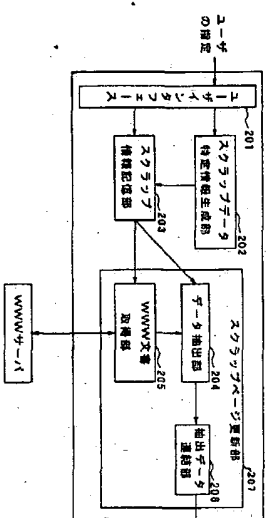 ユーザ
の指定
ユーザインタフェース
201
スクラップデータ
特定情報生成部
202
スクラップ
情報記憶部
203
スクラップページ更新部
207
データ抽出部
204
WWW文書
取得部
205
抽出データ
連結部
206
WWWサーバ